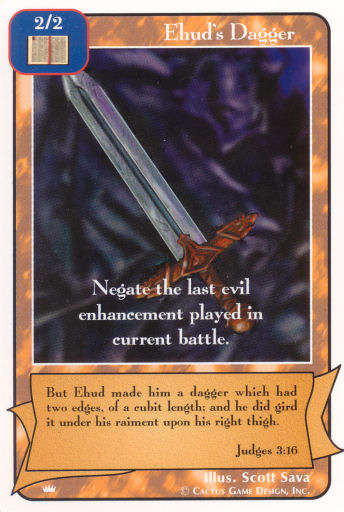 2/2
Ehud's Dagger
Negate the last evil
enhancement played in
current battle.
But Ehud made him a dagger which had
two edges, of a cubit length; and he did gird
it under his raiment upon his right thigh.
Judges 3:16
Illus. Scott Sava
© Cactus Game Design, Inc.